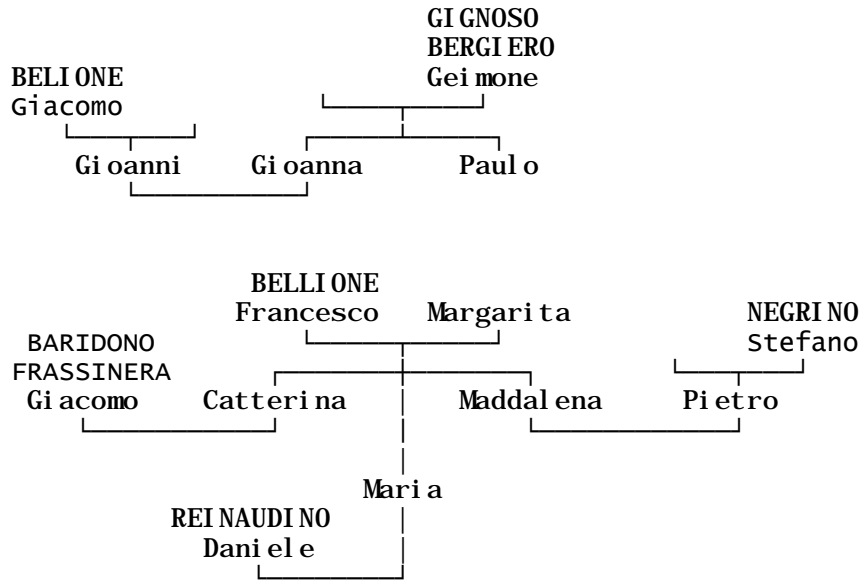 GIGNOSO
BERGIERO
BELIONE Geimone
Giacomo
Gioanni Gioanna Paulo
BELLIONE
Francesco Margarita NEGRINO
BARIDONO Stefano
FRASSINERA
Giacomo Catterina Maddalena Pietro
Maria
REINAUDINO
Daniele